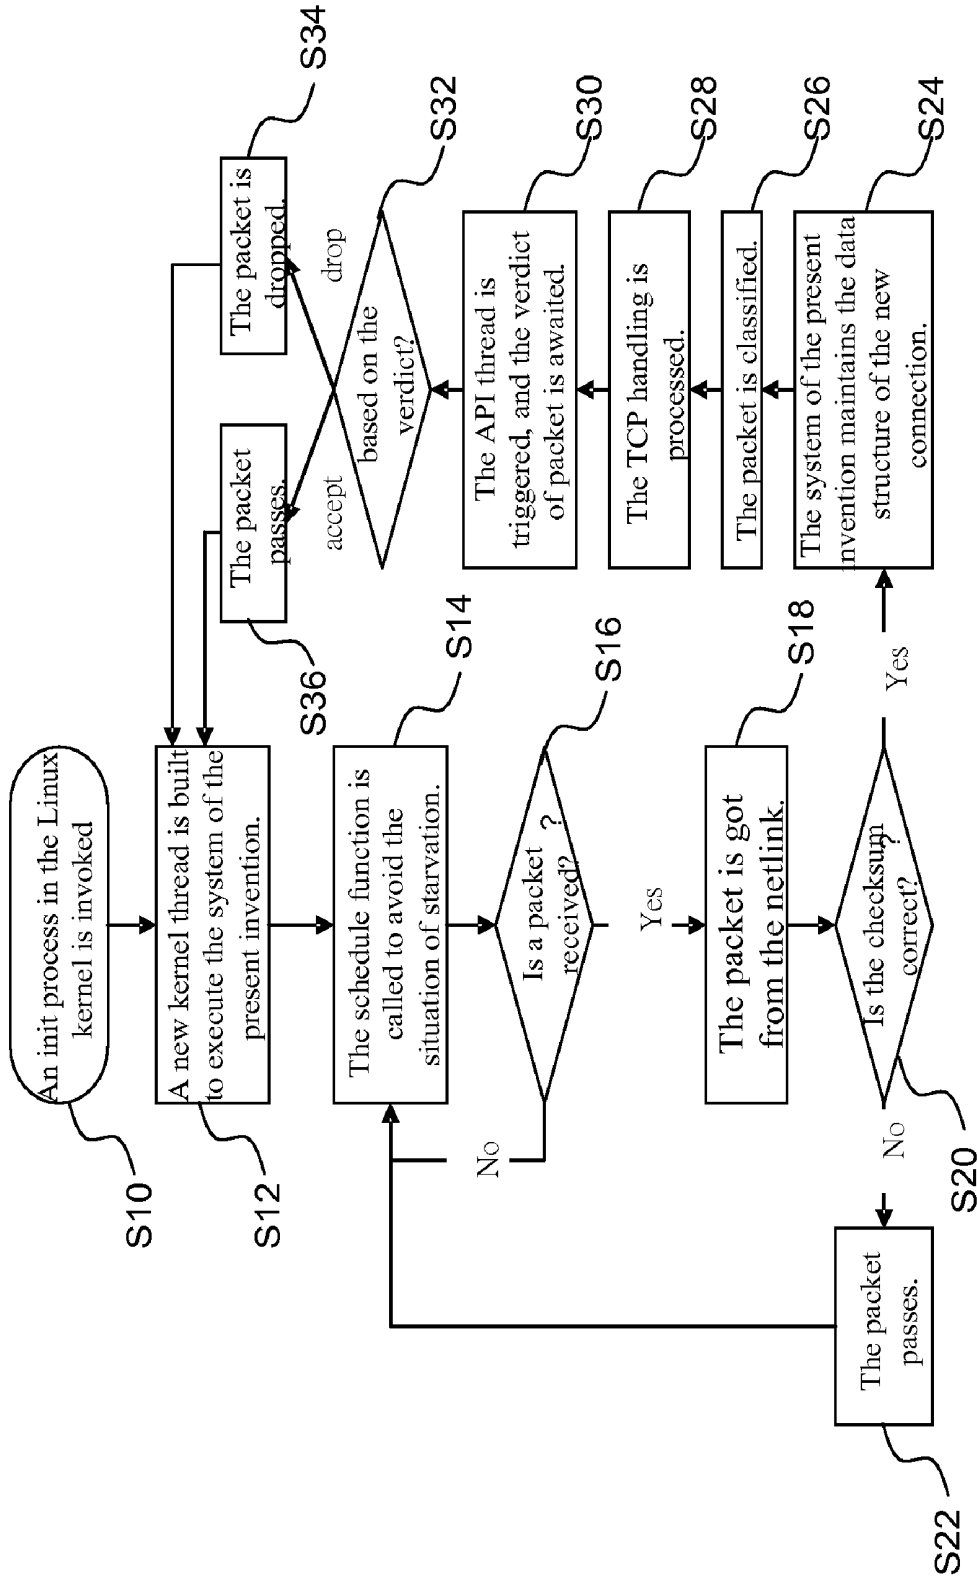 An init process in the Linux
kernel is invoked
S10
A new kernel thread is built
to execute the system of the
present invention.
S12
The schedule function is
called to avoid the
situation of starvation.
S14
Is a packet ?
received?
S16
No
Yes
The packet is got
from the netlink.
S18
Is the checksum ?
correct?
S20
No
Yes
The packet
passes.
S22
The system of the present
invention maintains the data
structure of the new
connection.
S24
The packet is classified.
S26
The TCP handling is
processed.
S28
The API thread is
triggered, and the verdict
of packet is awaited.
S30
based on the
verdict?
S32
accept
drop
The packet is
dropped.
S34
The packet
passes.
S36